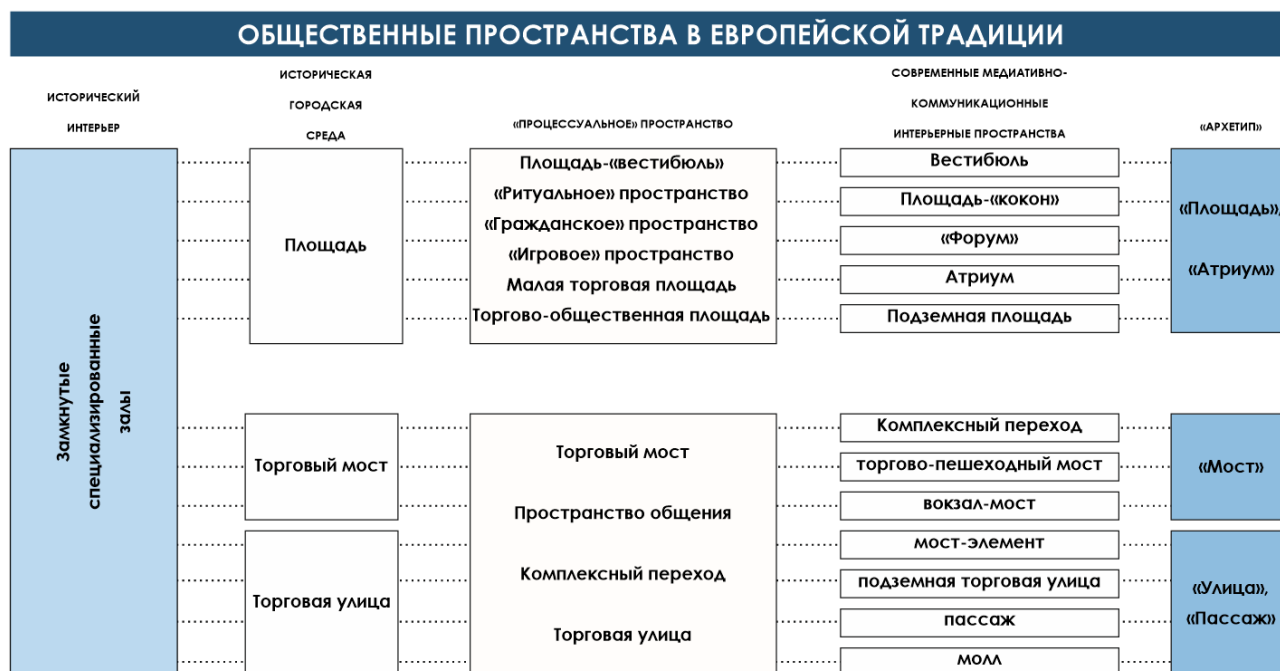 ОБЩЕСТВЕННЫЕ ПРОСТРАНСТВА В ЕВРОПЕЙСКОЙ ТРАДИЦИИ
ИСТОРИЧЕСКИЙ
ИНТЕРЬЕР
ИСТОРИЧЕСКАЯ
ГОРОДСКАЯ
СРЕДА
«ПРОЦЕССУАЛЬНОЕ» ПРОСТРАНСТВО
СОВРЕМЕННЫЕ МЕДИАТИВНО-
КОММУНИКАЦИОННЫЕ
ИНТЕРЬЕРНЫЕ ПРОСТРАНСТВА
«АРХЕТИП»
Замкнутые
специализированные
залы
Площадь
Площадь-«вестибюль»
«Ритуальное» пространство
«Гражданское» пространство
«Игровое» пространство
Малая торговая площадь
Торгово-общественная площадь
Вестибюль
Площадь-«кокон»
«Форум»
Атриум
Подземная площадь
«Площадь»,
«Атриум»
Торговый мост
Торговая улица
Торговый мост
Пространство общения
Комплексный переход
Торговая улица
Комплексный переход
торгово-пешеходный мост
вокзал-мост
мост-элемент
подземная торговая улица
пассаж
молл
«Мост»
«Улица»,
«Пассаж»